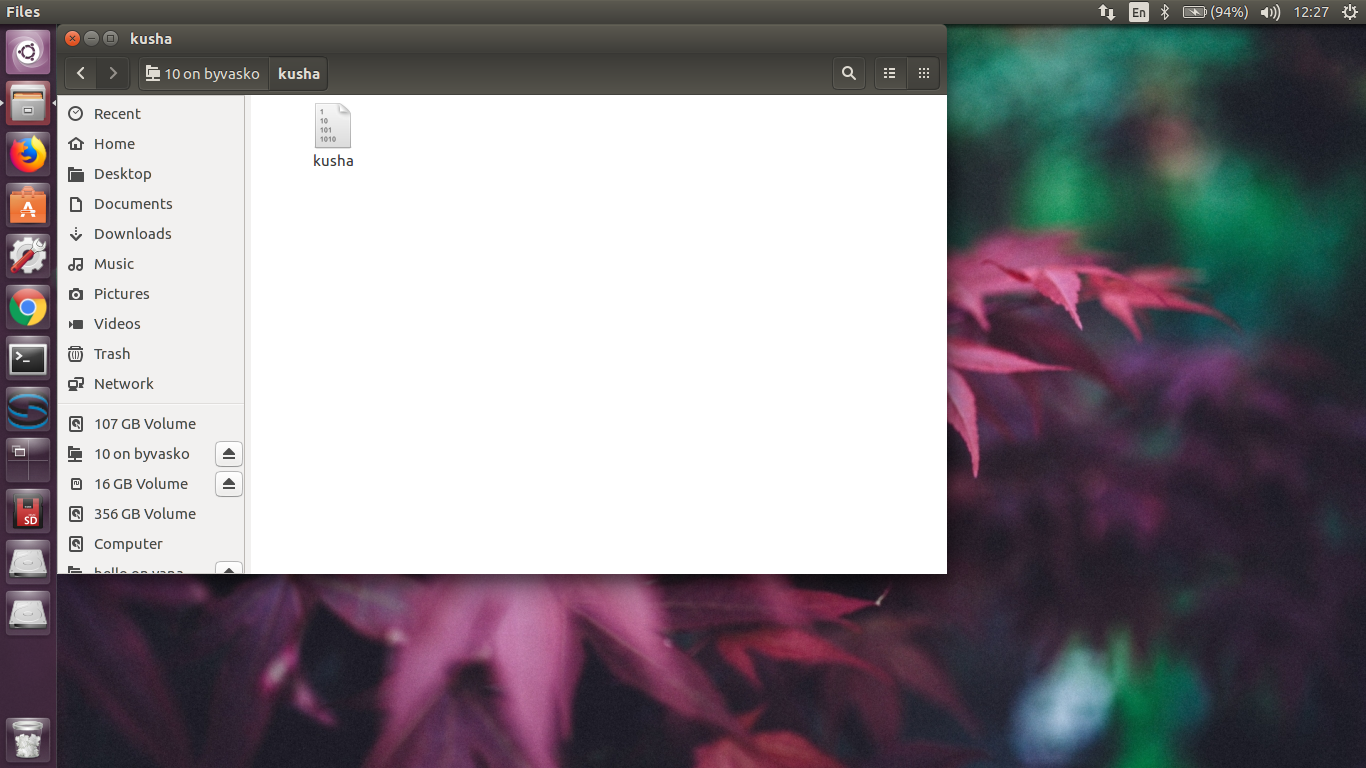 Files
En
(94%)
12:27
kusha
10 on byvasko
kusha
Recent
Home
Desktop
Documents
Downloads
Music
Pictures
Videos
Trash
Network
107 GB Volume
10 on byvasko
16 GB Volume
356 GB Volume
Computer
1
10
101
1010
kusha
SD